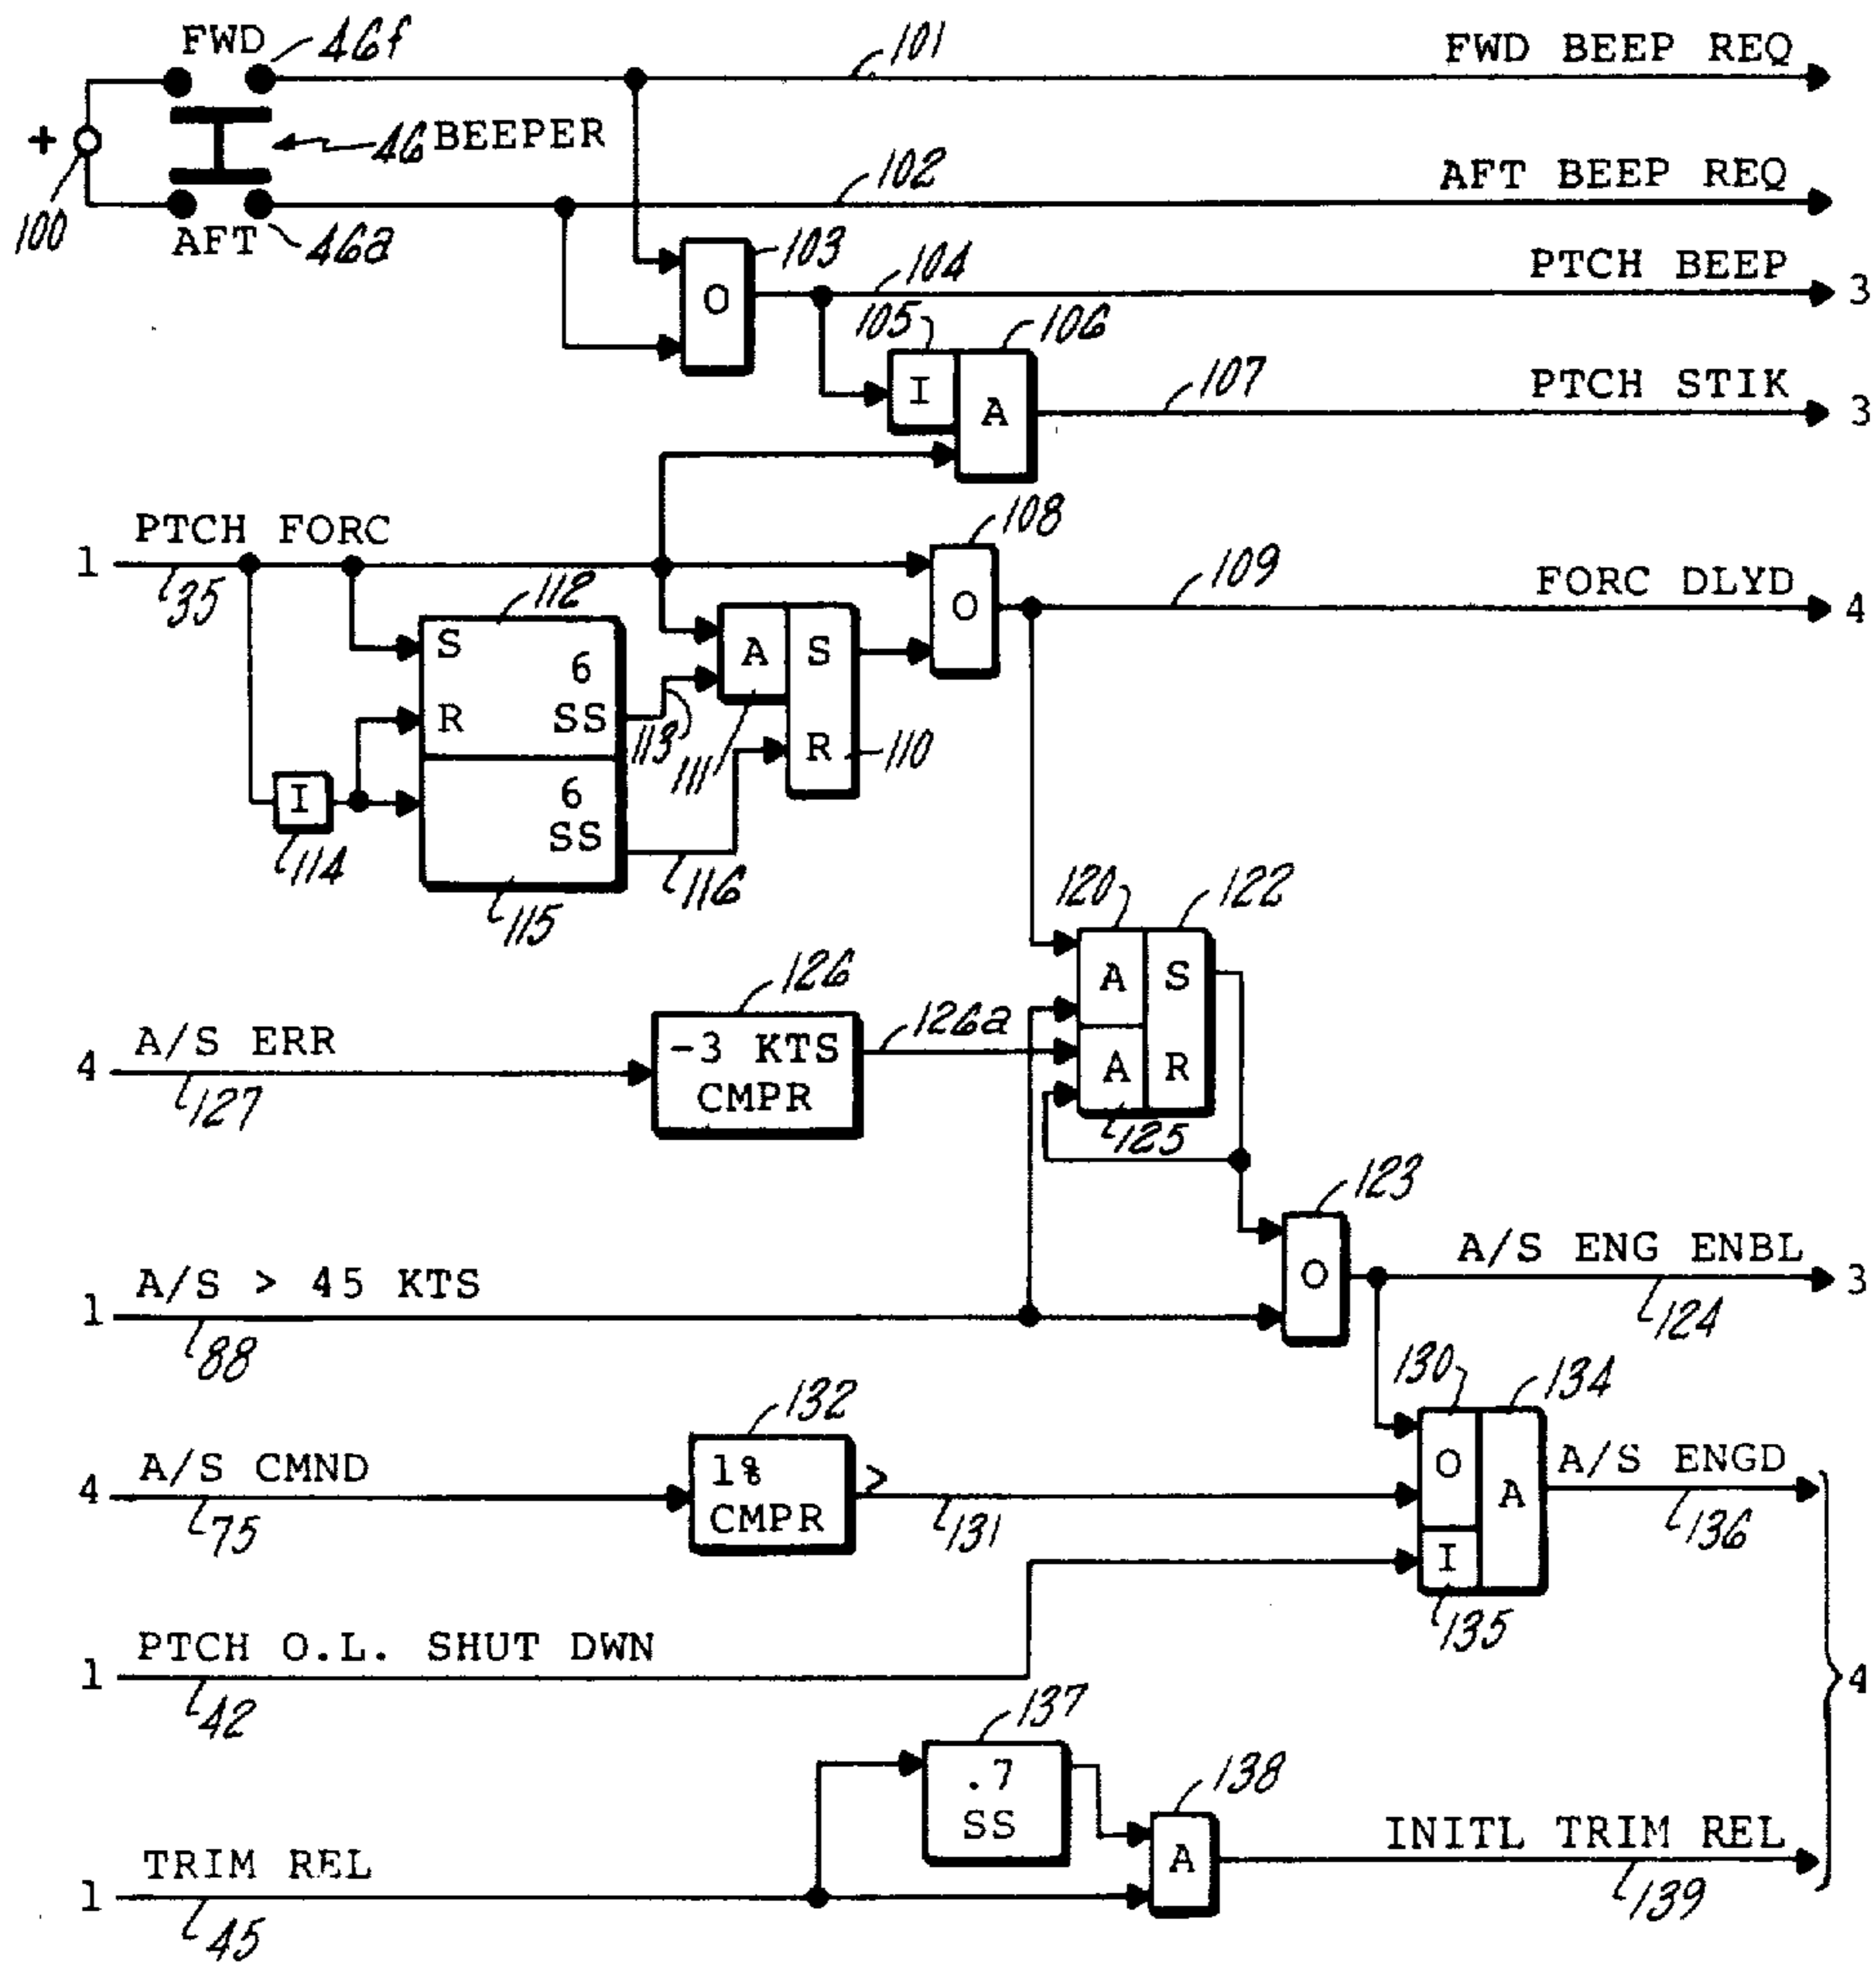 FWD 46f 101 FWD BEEP REQ
+ 46 BEEPER
102 AFT BEEP REQ
100 AFT 46a
103 104 PTCH BEEP 3
O
105 106
I A 107 PTCH STIK 3
PTCH FORC 108
1 35 O 109 FORC DLYD 4
112
S 6 A S
R SS 113 111 R 110
I 6
114 SS 116
115
120 122
126 A S
A/S ERR -3 KTS 126a
4 127 CMPR A R
125
123
A/S > 45 KTS O A/S ENG ENBL 3
1 88 124
130 134
132
A/S CMND 1% > O A A/S ENGD
4 75 CMPR 131 136
I
135
PTCH O.L. SHUT DWN
1 42 4
137
.7 138
SS
TRIM REL A INITL TRIM REL
1 45 139